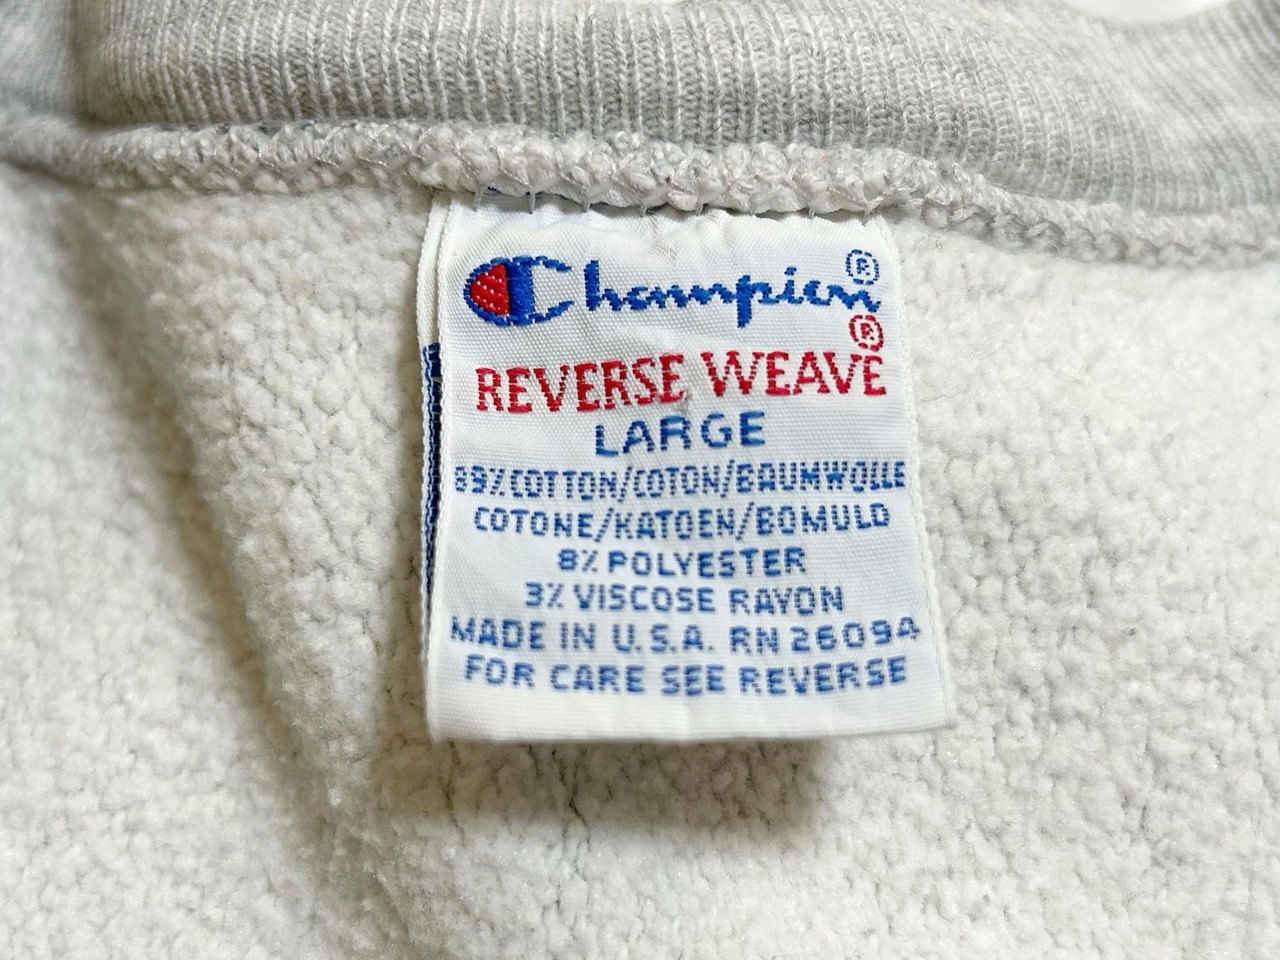 Champion®
REVERSE WEAVE®
LARGE
89% COTTON/COTON/BAUMWOLLE
COTONE/KATOEN/BOMULD
8% POLYESTER
3% VISCOSE RAYON
MADE IN U.S.A. RN 26094
FOR CARE SEE REVERSE